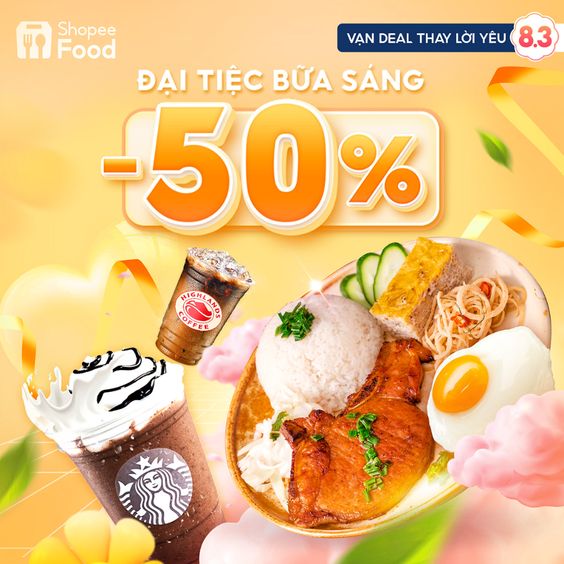 Shopee
Food
VẠN DEAL THAY LỜI YÊU 8.3
ĐẠI TIỆC BỮA SÁNG
-50%
HIGHLANDS
COFFEE